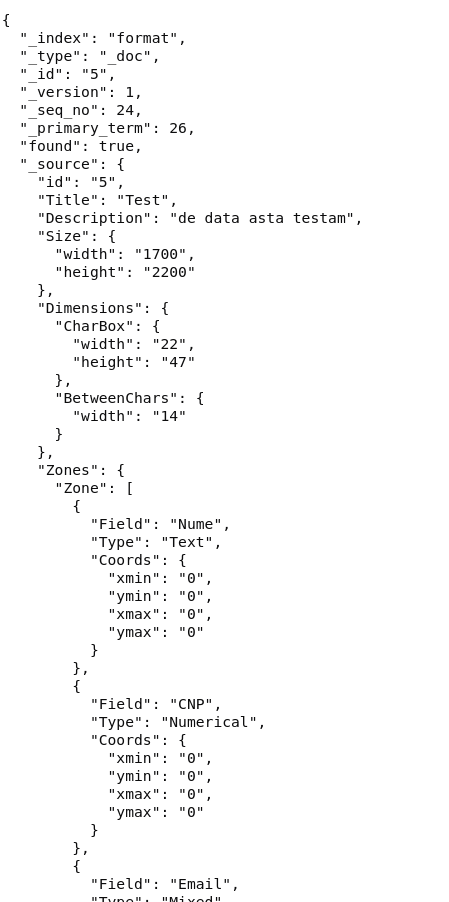 {
  "_index": "format",
  "_type": "_doc",
  "_id": "5",
  "_version": 1,
  "_seq_no": 24,
  "_primary_term": 26,
  "found": true,
  "_source": {
    "id": "5",
    "Title": "Test",
    "Description": "de data asta testam",
    "Size": {
      "width": "1700",
      "height": "2200"
    },
    "Dimensions": {
      "CharBox": {
        "width": "22",
        "height": "47"
      },
      "BetweenChars": {
        "width": "14"
      }
    },
    "Zones": {
      "Zone": [
        {
          "Field": "Nume",
          "Type": "Text",
          "Coords": {
            "xmin": "0",
            "ymin": "0",
            "xmax": "0",
            "ymax": "0"
          }
        },
        {
          "Field": "CNP",
          "Type": "Numerical",
          "Coords": {
            "xmin": "0",
            "ymin": "0",
            "xmax": "0",
            "ymax": "0"
          }
        },
        {
          "Field": "Email",
          "Type": "Mixed"